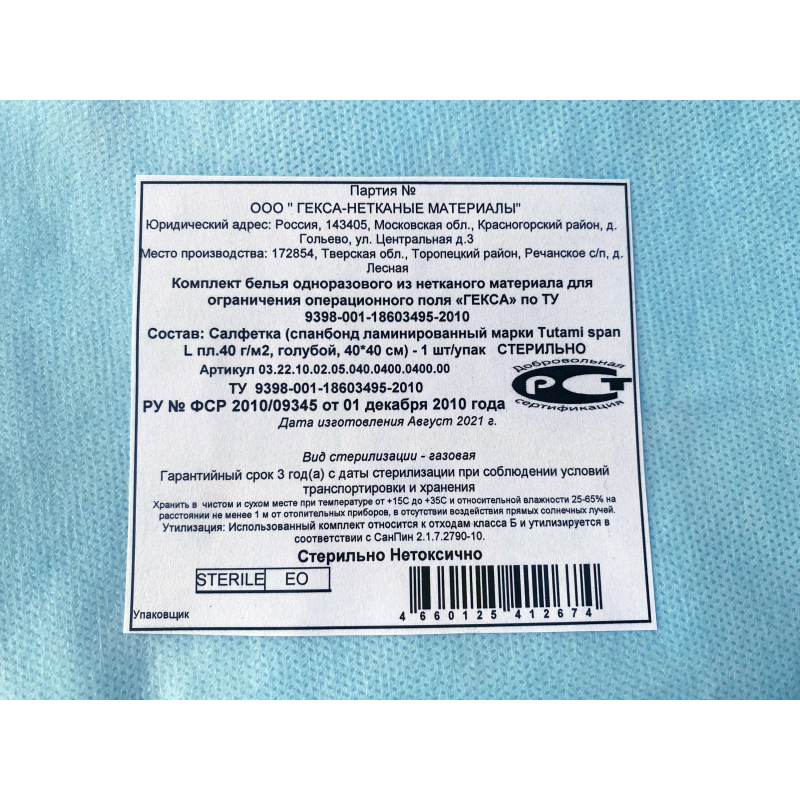 Партия №
ООО " ГЕКСА-НЕТКАНЫЕ МАТЕРИАЛЫ"
Юридический адрес: Россия, 143405, Московская обл., Красногорский район, д.
Гольево, ул. Центральная д.3
Место производства: 172854, Тверская обл., Торопецкий район, Речанское с/п, д.
Лесная
Комплект белья одноразового из нетканого материала для
ограничения операционного поля «ГЕКСА» по ТУ
9398-001-18603495-2010
Состав: Салфетка (спанбонд ламинированный марки Tutami span
L пл.40 г/м2, голубой, 40*40 см) - 1 шт/упак СТЕРИЛЬНО
Артикул 03.22.10.02.05.040.0400.0400.00
ТУ 9398-001-18603495-2010
РУ № ФСР 2010/09345 от 01 декабря 2010 года
Дата изготовления Август 2021 г.
Добровольная
РСТ
сертификация
Вид стерилизации - газовая
Гарантийный срок 3 год(а) с даты стерилизации при соблюдении условий
транспортировки и хранения
Хранить в чистом и сухом месте при температуре от +15С до +35С и относительной влажности 25-65% на
расстоянии не менее 1 м от отопительных приборов, в отсутствии воздействия прямых солнечных лучей.
Утилизация: Использованный комплект относится к отходам класса Б и утилизируется в
соответствии с СанПин 2.1.7.2790-10.
Стерильно Нетоксично
STERILE EO
4 660125 412674
Упаковщик